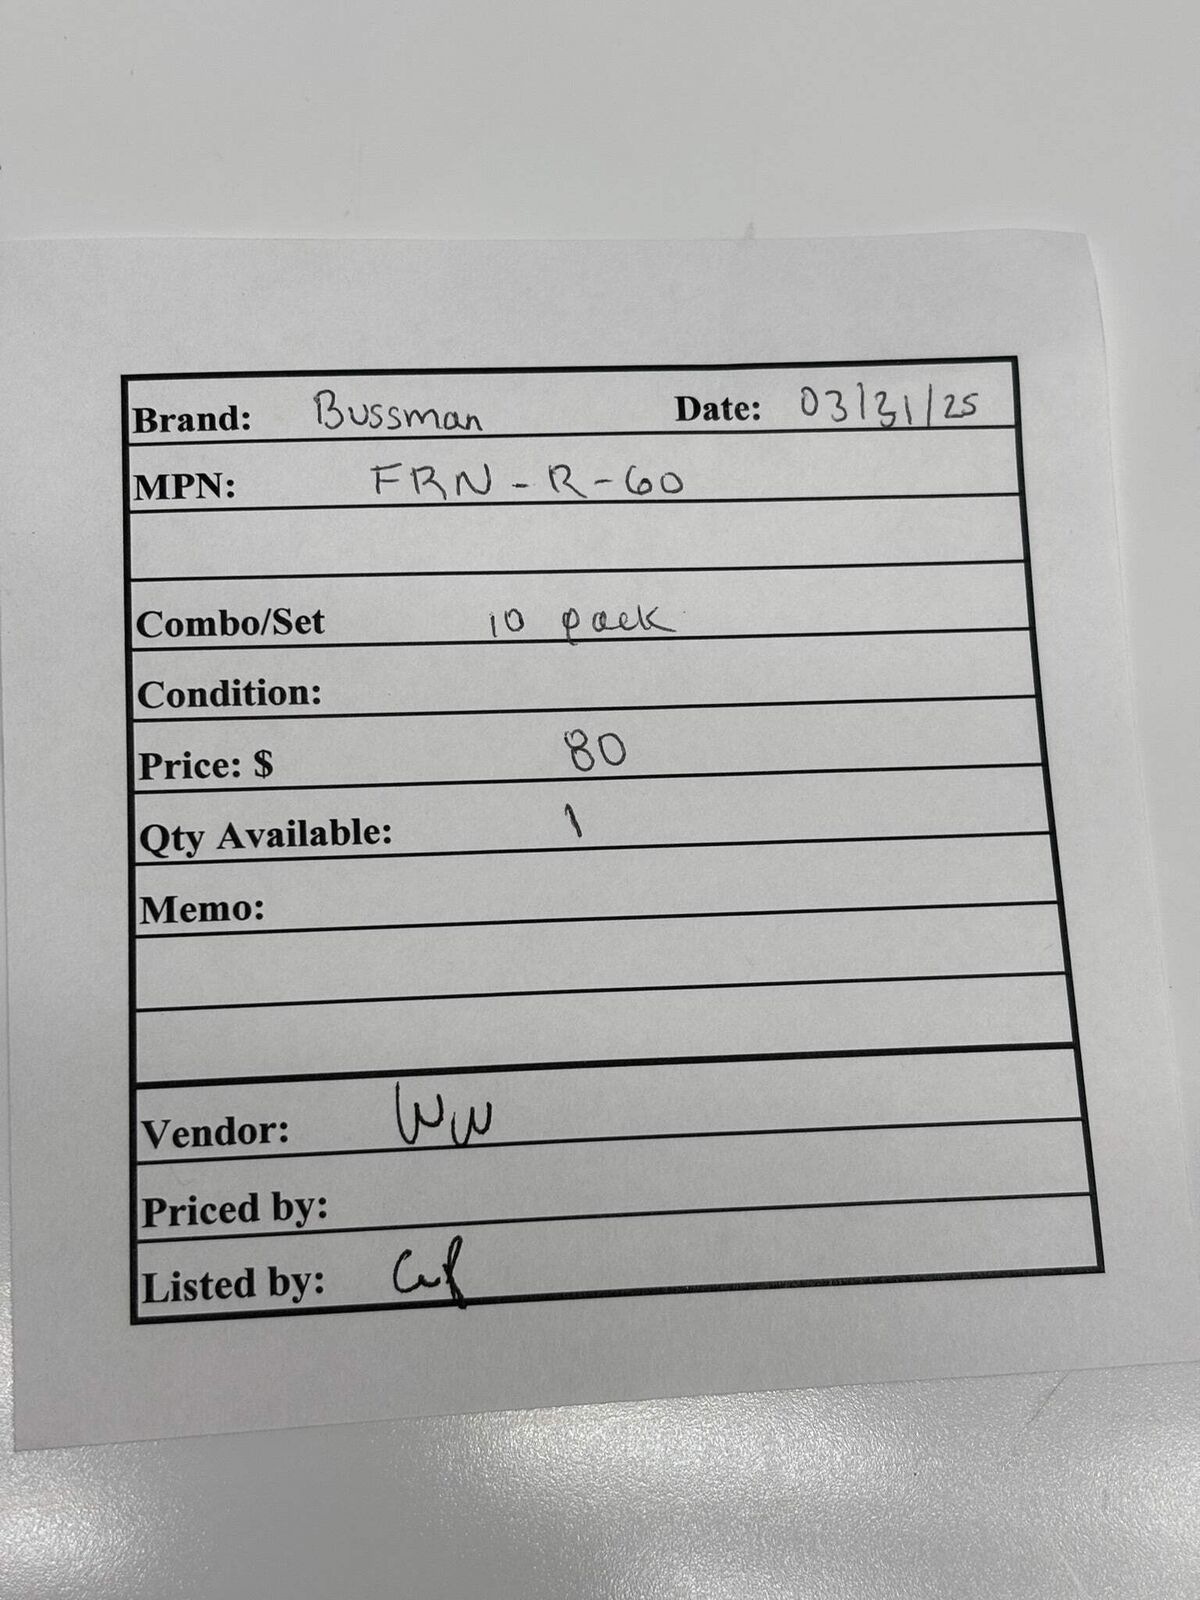 Brand: Bussman Date: 03/31/25
MPN: FRN-R-60
Combo/Set 10 pack
Condition:
Price: $ 80
Qty Available: 1
Memo:
Vendor: WW
Priced by:
Listed by: